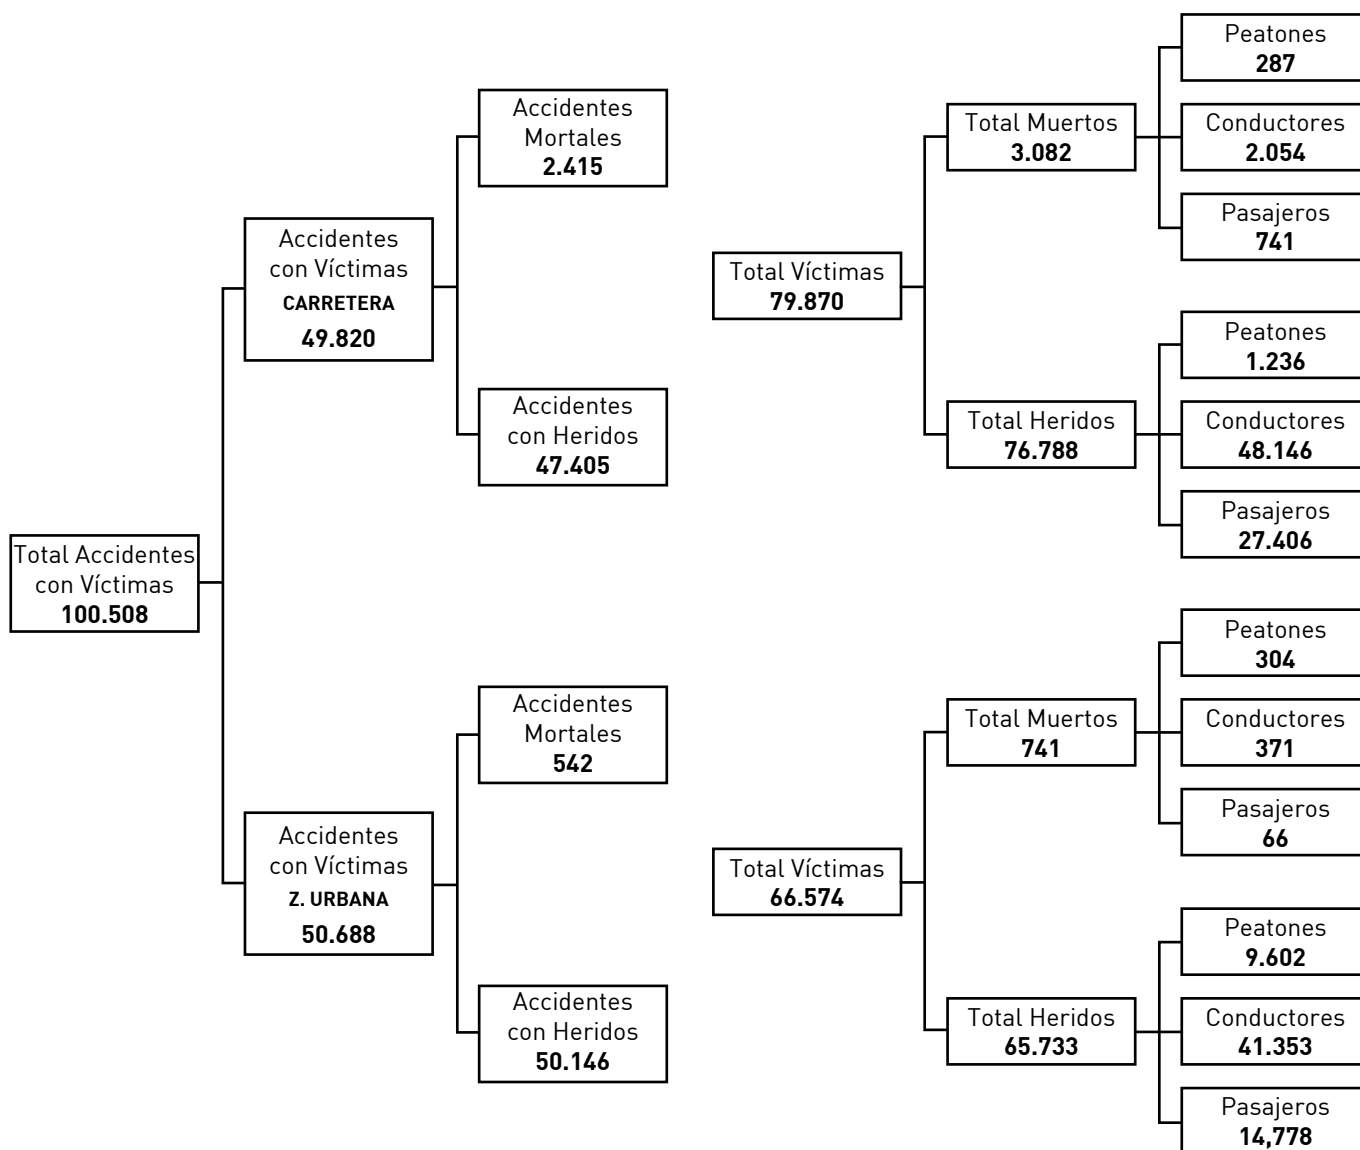 Total Accidentes
con Víctimas
100.508
Accidentes
con Víctimas
CARRETERA
49.820
Accidentes
Mortales
2.415
Accidentes
con Heridos
47.405
Total Víctimas
79.870
Total Muertos
3.082
Peatones
287
Conductores
2.054
Pasajeros
741
Total Heridos
76.788
Peatones
1.236
Conductores
48.146
Pasajeros
27.406
Accidentes
con Víctimas
Z. URBANA
50.688
Accidentes
Mortales
542
Accidentes
con Heridos
50.146
Total Víctimas
66.574
Total Muertos
741
Peatones
304
Conductores
371
Pasajeros
66
Total Heridos
65.733
Peatones
9.602
Conductores
41.353
Pasajeros
14,778